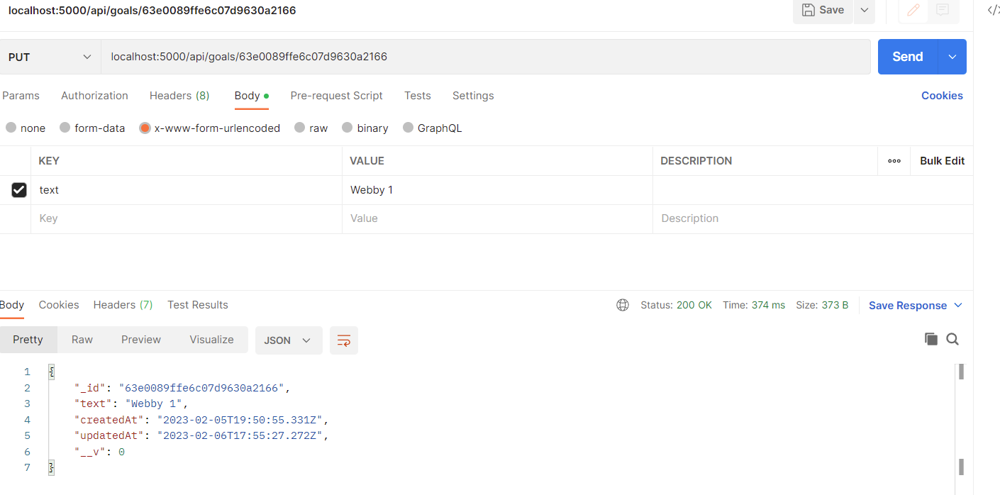 localhost:5000/api/goals/63e0089ffe6c07d9630a2166 Save </>
PUT localhost:5000/api/goals/63e0089ffe6c07d9630a2166 Send
Params Authorization Headers (8) Body Pre-request Script Tests Settings Cookies
none form-data x-www-form-urlencoded raw binary GraphQL
KEY VALUE DESCRIPTION ooo Bulk Edit
text Webby 1
Key Value Description
Body Cookies Headers (7) Test Results Status: 200 OK Time: 374 ms Size: 373 B Save Response
Pretty Raw Preview Visualize JSON
1 {
2 "_id": "63e0089ffe6c07d9630a2166",
3 "text": "Webby 1",
4 "createdAt": "2023-02-05T19:50:55.331Z",
5 "updatedAt": "2023-02-06T17:55:27.272Z",
6 "__v": 0
7 }